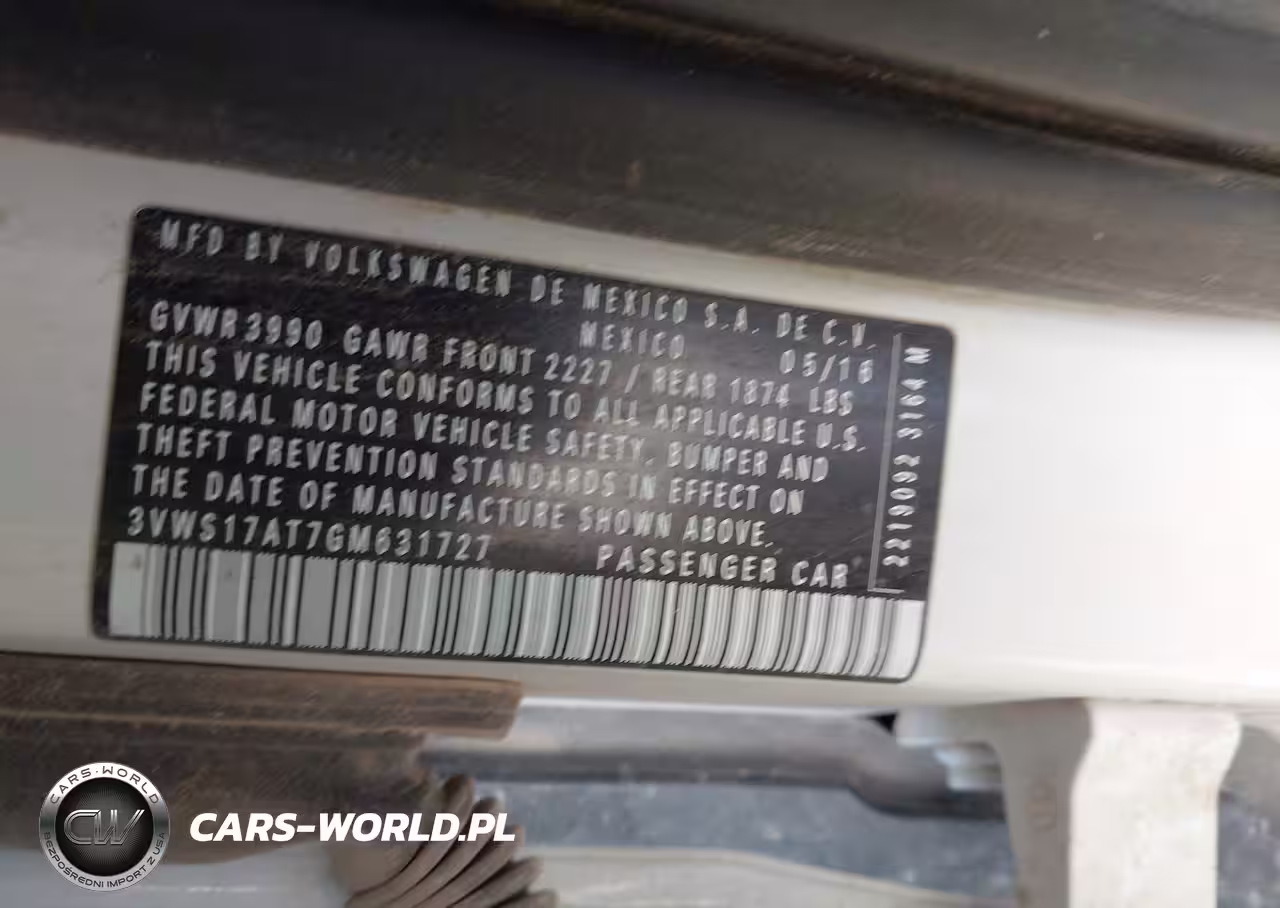 MFD BY VOLKSWAGEN DE MEXICO S.A. DE C.V.
MEXICO 05/16
GVWR 3990 GAWR FRONT 2227 / REAR 1874 LBS
THIS VEHICLE CONFORMS TO ALL APPLICABLE U.S.
FEDERAL MOTOR VEHICLE SAFETY, BUMPER AND
THEFT PREVENTION STANDARDS IN EFFECT ON
THE DATE OF MANUFACTURE SHOWN ABOVE.
3VWS17AT7GM631727 PASSENGER CAR
2219092 3164 M
CARS-WORLD
CW
BEZPOŚREDNI IMPORT Z USA
CARS-WORLD.PL